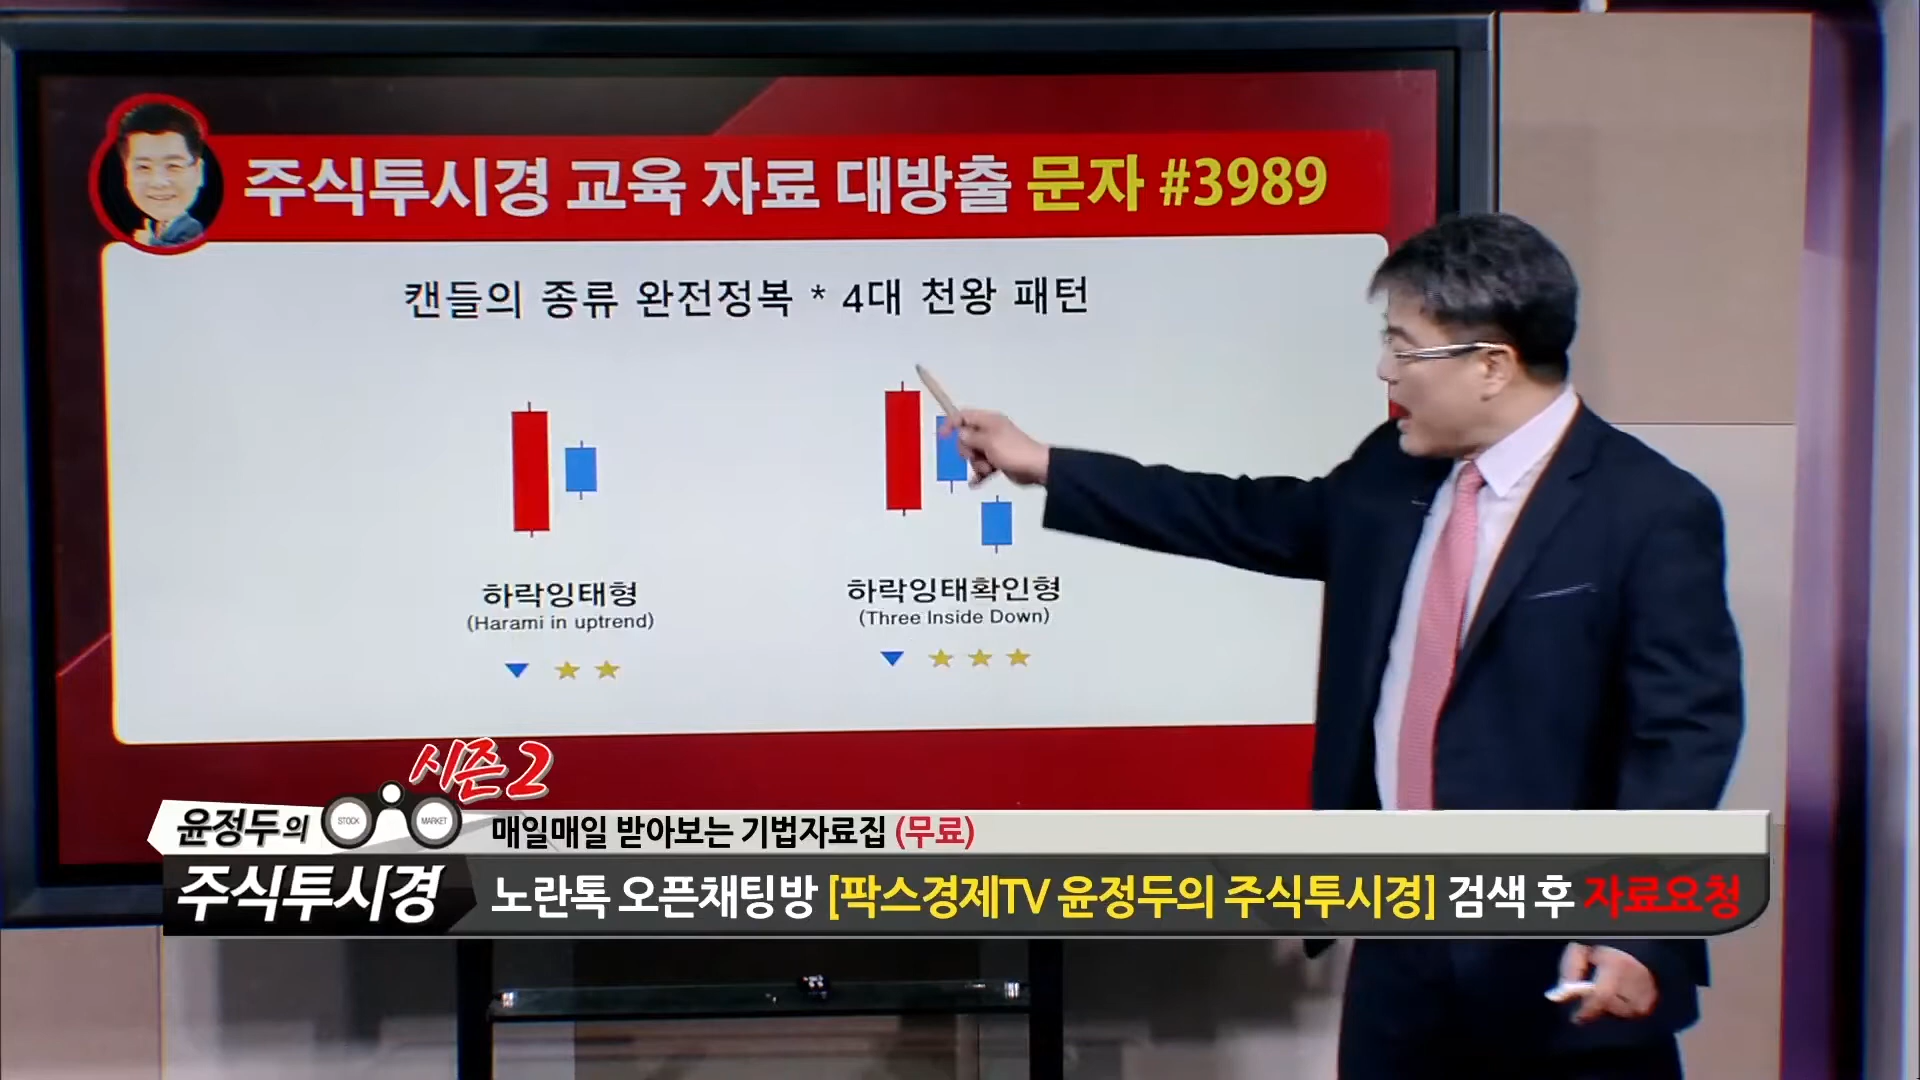 주식투시경 교육 자료 대방출 문자 #3989
캔들의 종류 완전정복 * 4대 천왕 패턴
하락잉태형
(Harami in uptrend)
하락잉태확인형
(Three Inside Down)
시즌2
윤정두의
STOCK
MARKET
주식투시경
매일매일 받아보는 기법자료집 (무료)
노란톡 오픈채팅방 [팍스경제TV 윤정두의 주식투시경] 검색 후 자료요청